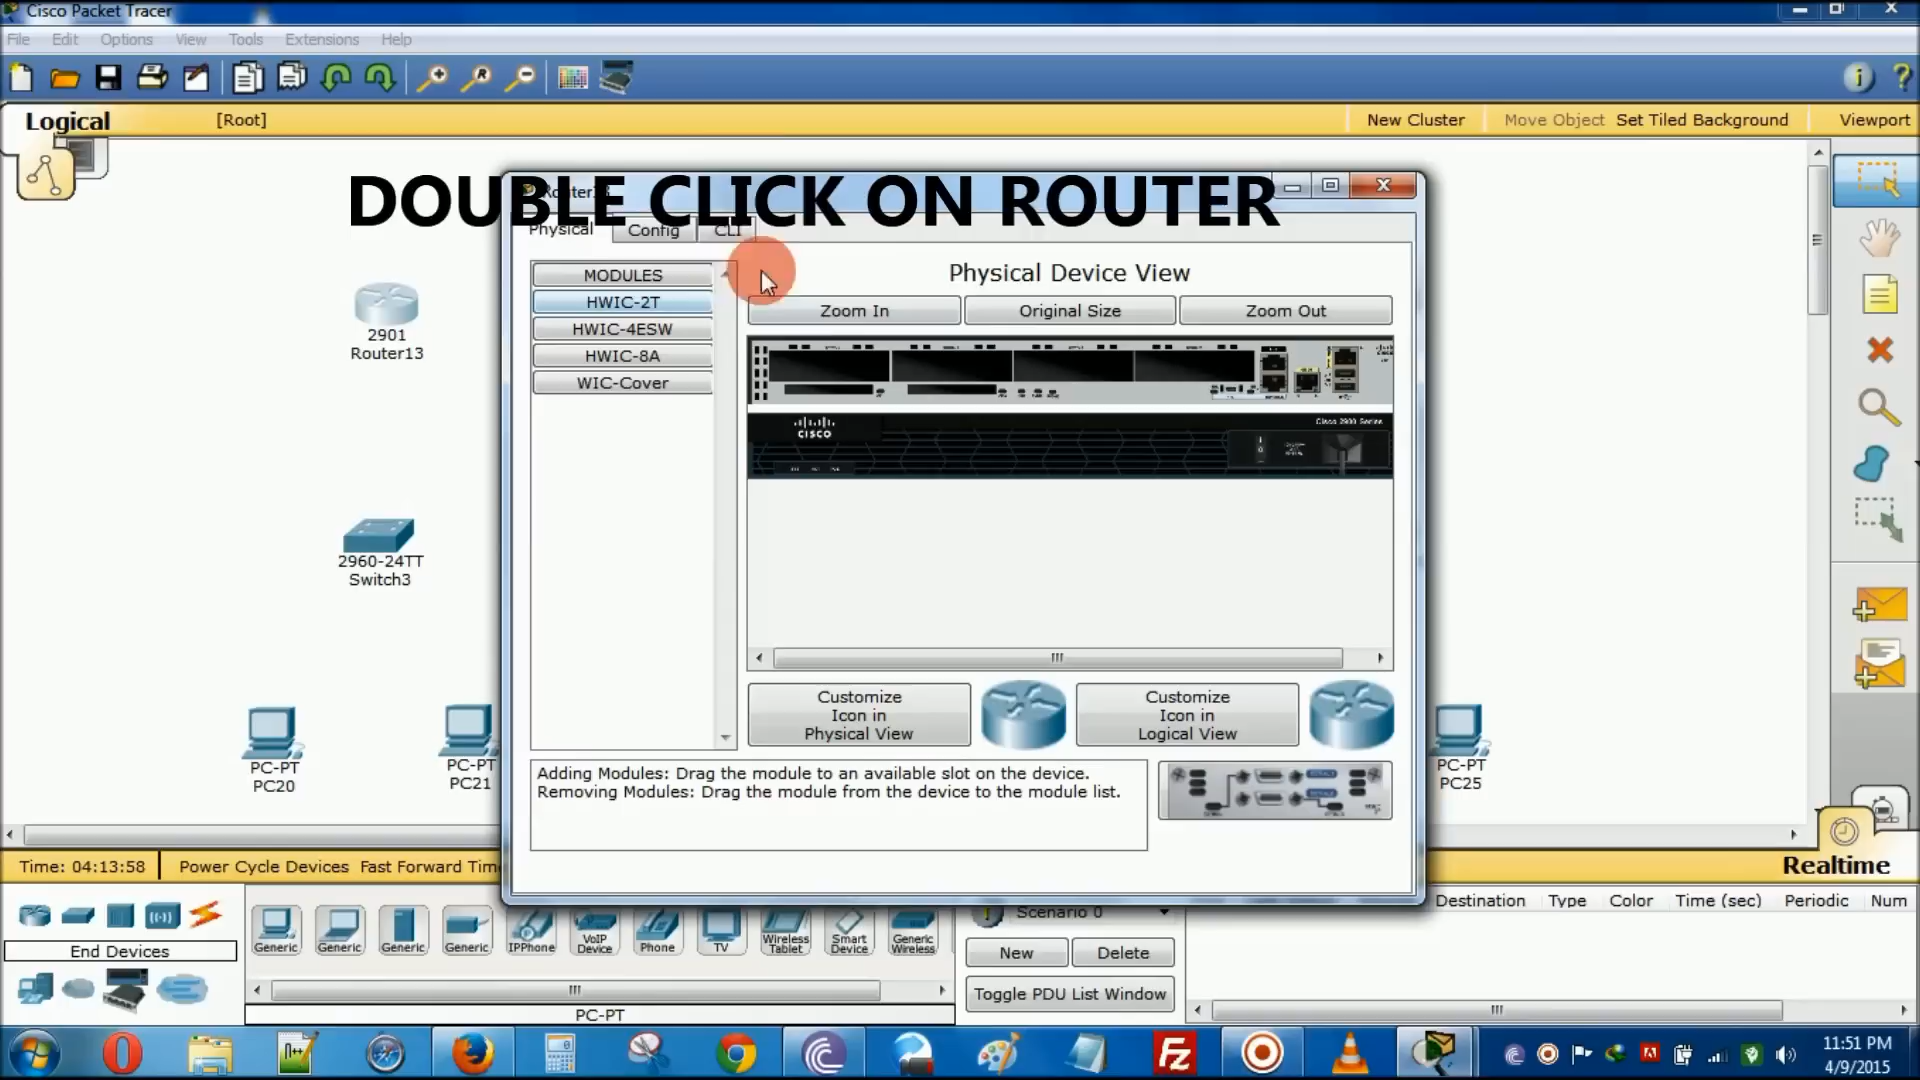 Cisco Packet Tracer
File Edit Options View Tools Extensions Help
Logical
[Root]
New Cluster
Move Object
Set Tiled Background
Viewport
DOUBLE CLICK ON ROUTER
Physical
Config
CLI
MODULES
HWIC-2T
HWIC-4ESW
HWIC-8A
WIC-Cover
Physical Device View
Zoom In
Original Size
Zoom Out
CISCO
Cisco 2900 Series
2901
Router13
2960-24TT
Switch3
PC-PT
PC20
PC-PT
PC21
PC-PT
PC25
Customize
Icon in
Physical View
Customize
Icon in
Logical View
Adding Modules: Drag the module to an available slot on the device.
Removing Modules: Drag the module from the device to the module list.
Time: 04:13:58
Power Cycle Devices
Fast Forward Time
Realtime
End Devices
Generic
Generic
Generic
Generic
IPPhone
VoIP
Device
Phone
TV
Wireless
Tablet
Smart
Device
Generic
Wireless
PC-PT
Scenario 0
New
Delete
Toggle PDU List Window
Destination
Type
Color
Time (sec)
Periodic
Num
11:51 PM
4/9/2015